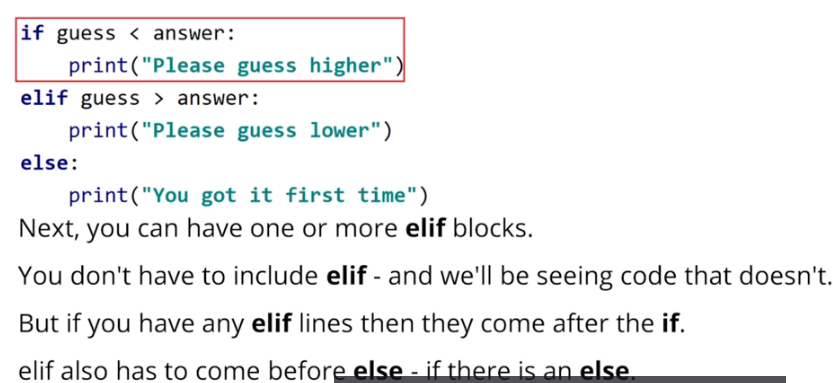 if guess < answer:
    print("Please guess higher")
elif guess > answer:
    print("Please guess lower")
else:
    print("You got it first time")
Next, you can have one or more elif blocks.
You don't have to include elif - and we'll be seeing code that doesn't.
But if you have any elif lines then they come after the if.
elif also has to come before else - if there is an else.